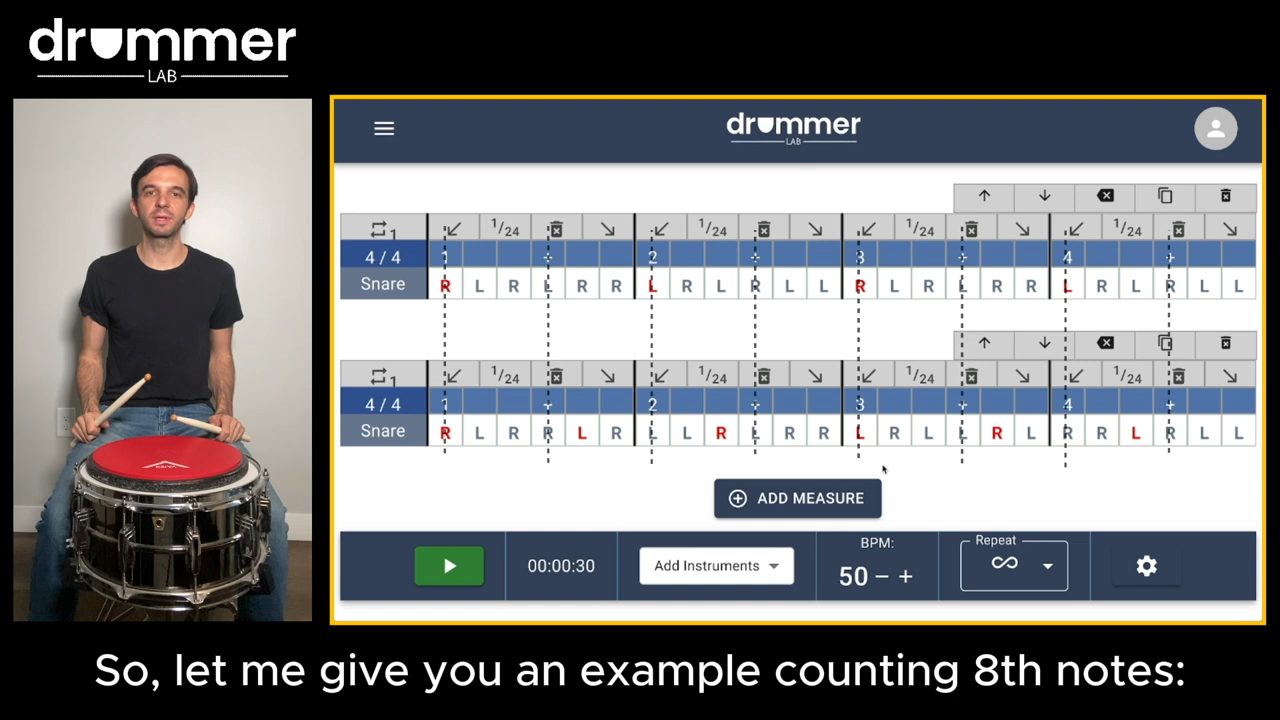 drummer
LAB
drummer
LAB
1 1/24 1/24 1/24 1/24
4 / 4 1 + 2 + 3 + 4 +
Snare R L R L R R L R L R L L R L R L R R L R L R L L
1 1/24 1/24 1/24 1/24
4 / 4 1 + 2 + 3 + 4 +
Snare R L R R L R L L R L R R L R L L R L R R L R L L
ADD MEASURE
00:00:30
Add Instruments
BPM:
50 − +
Repeat
∞
So, let me give you an example counting 8th notes: